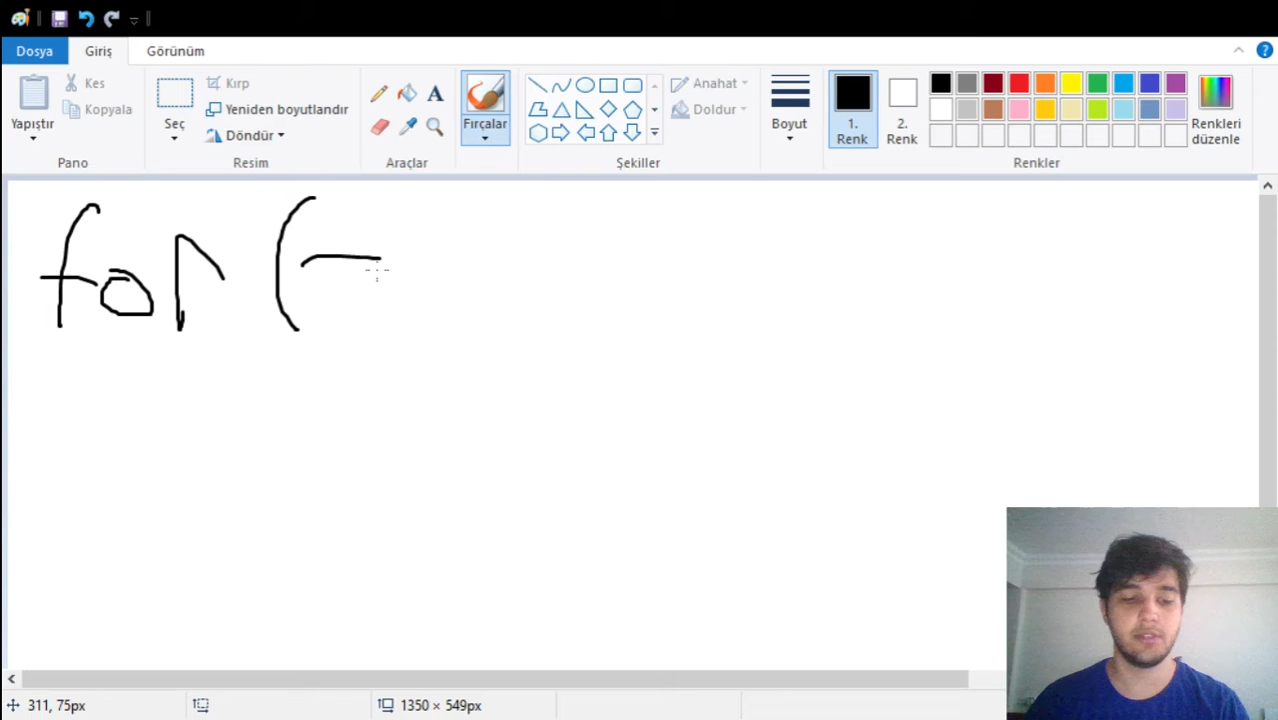 Dosya Giriş Görünüm
Yapıştır
Kes
Kopyala
Pano
Seç
Kırp
Yeniden boyutlandır
Döndür
Resim
A
Araçlar
Fırçalar
Şekiller
Anahat
Doldur
Boyut
1.
Renk
2.
Renk
Renkleri
düzenle
Renkler
for (
311, 75px 1350 × 549px